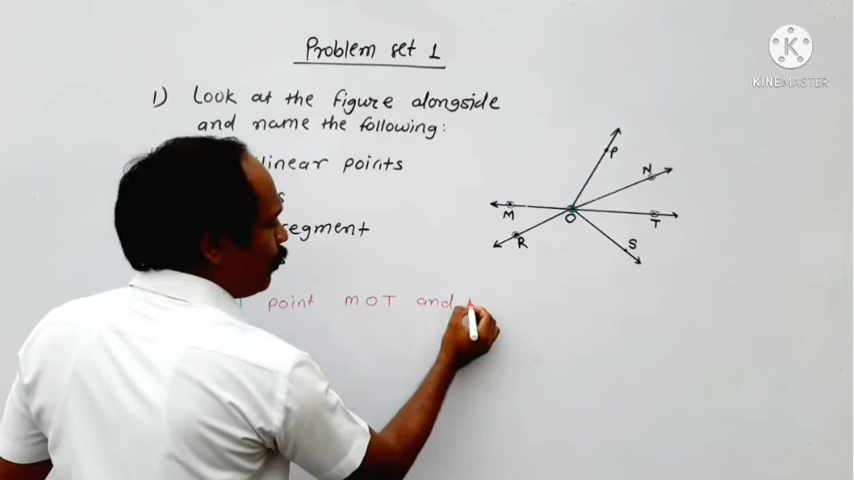 Problem set 1
1) Look at the figure alongside
and name the following:
linear points
segment
point MOT and
P
N
M
O
T
R
S
K
KINEMASTER